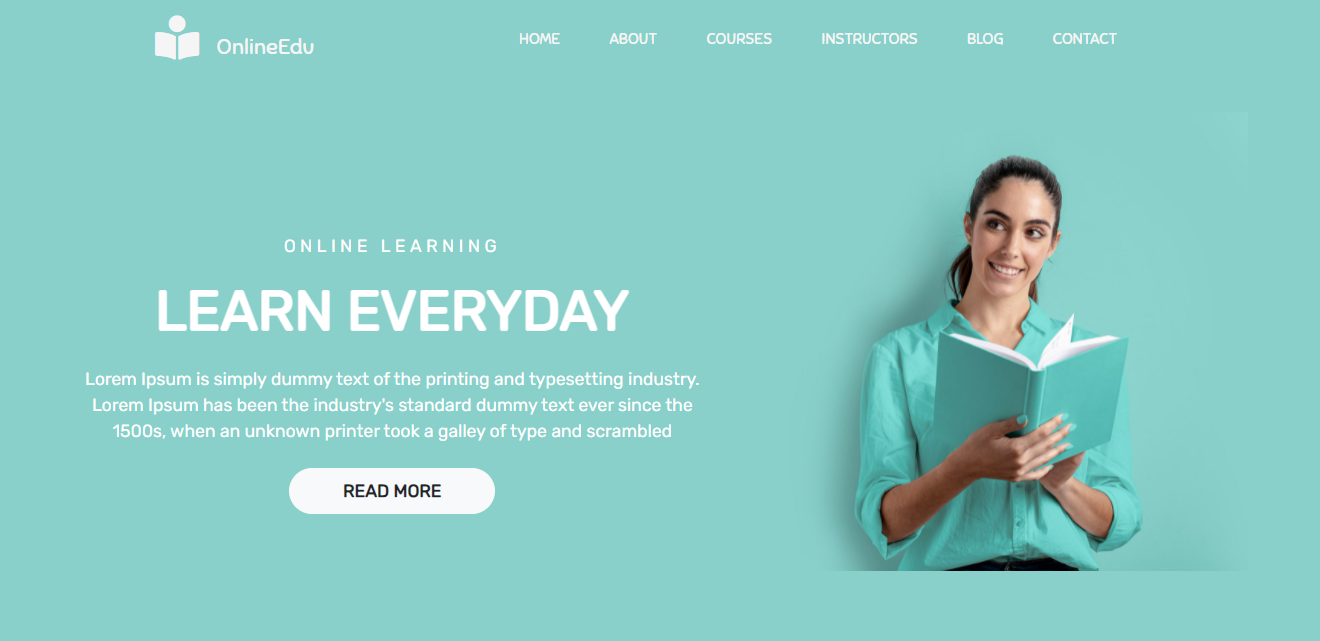 OnlineEdu
HOME ABOUT COURSES INSTRUCTORS BLOG CONTACT
ONLINE LEARNING
LEARN EVERYDAY
Lorem Ipsum is simply dummy text of the printing and typesetting industry.
Lorem Ipsum has been the industry's standard dummy text ever since the
1500s, when an unknown printer took a galley of type and scrambled
READ MORE